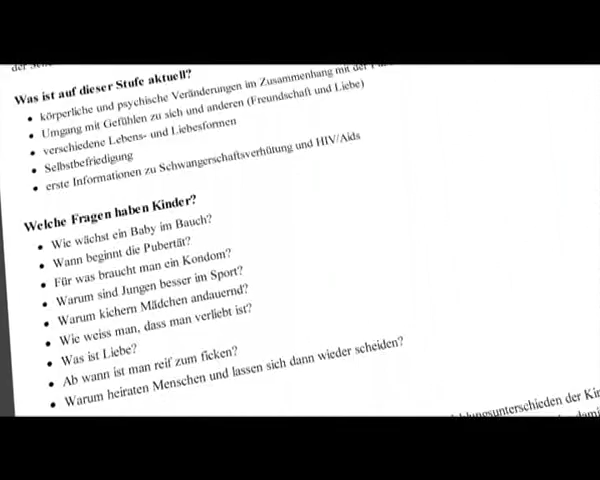 der
Was ist auf dieser Stufe aktuell?
• körperliche und psychische Veränderungen im Zusammenhang mit der
• Umgang mit Gefühlen zu sich und anderen (Freundschaft und Liebe)
• verschiedene Lebens- und Liebesformen
• Selbstbefriedigung
• erste Informationen zu Schwangerschaftsverhütung und HIV/Aids
Welche Fragen haben Kinder?
• Wie wächst ein Baby im Bauch?
• Wann beginnt die Pubertät?
• Für was braucht man ein Kondom?
• Warum sind Jungen besser im Sport?
• Warum kichern Mädchen andauernd?
• Wie weiss man, dass man verliebt ist?
• Was ist Liebe?
• Ab wann ist man reif zum ficken?
• Warum heiraten Menschen und lassen sich dann wieder scheiden?
der